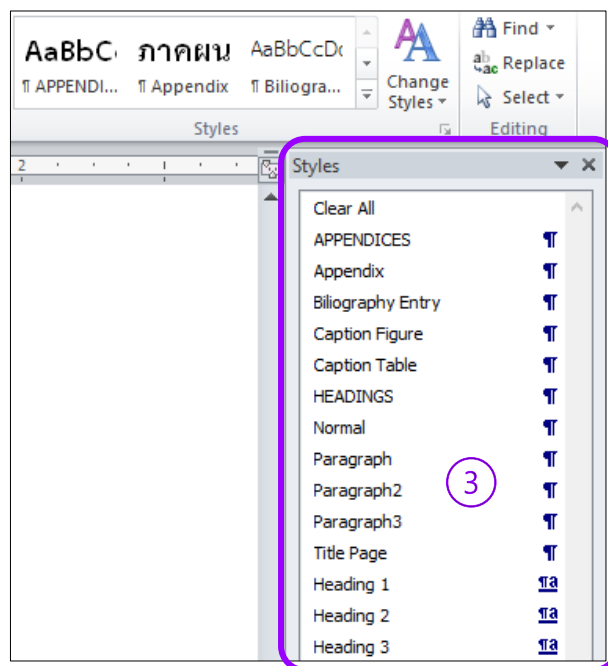 AaBbC ภาคผน AaBbCcD
¶ APPENDI... ¶ Appendix ¶ Biliogra...
Styles
Change
Styles
Find
Replace
Select
Editing
2
Styles
Clear All
APPENDICES ¶
Appendix ¶
Biliography Entry ¶
Caption Figure ¶
Caption Table ¶
HEADINGS ¶
Normal ¶
Paragraph ¶
Paragraph2 ¶
Paragraph3 ¶
Title Page ¶
Heading 1 ¶a
Heading 2 ¶a
Heading 3 ¶a
3